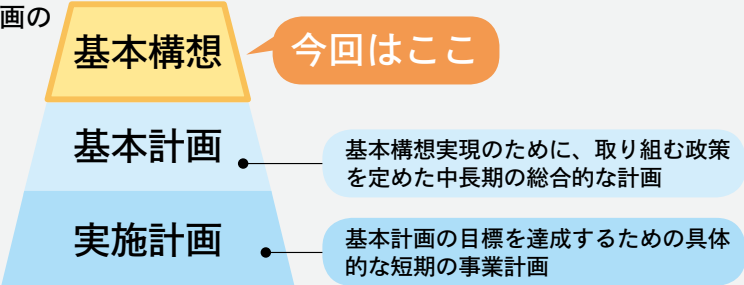 画の
基本構想
今回はここ
基本計画
基本構想実現のために、取り組む政策
を定めた中長期の総合的な計画
実施計画
基本計画の目標を達成するための具体
的な短期の事業計画